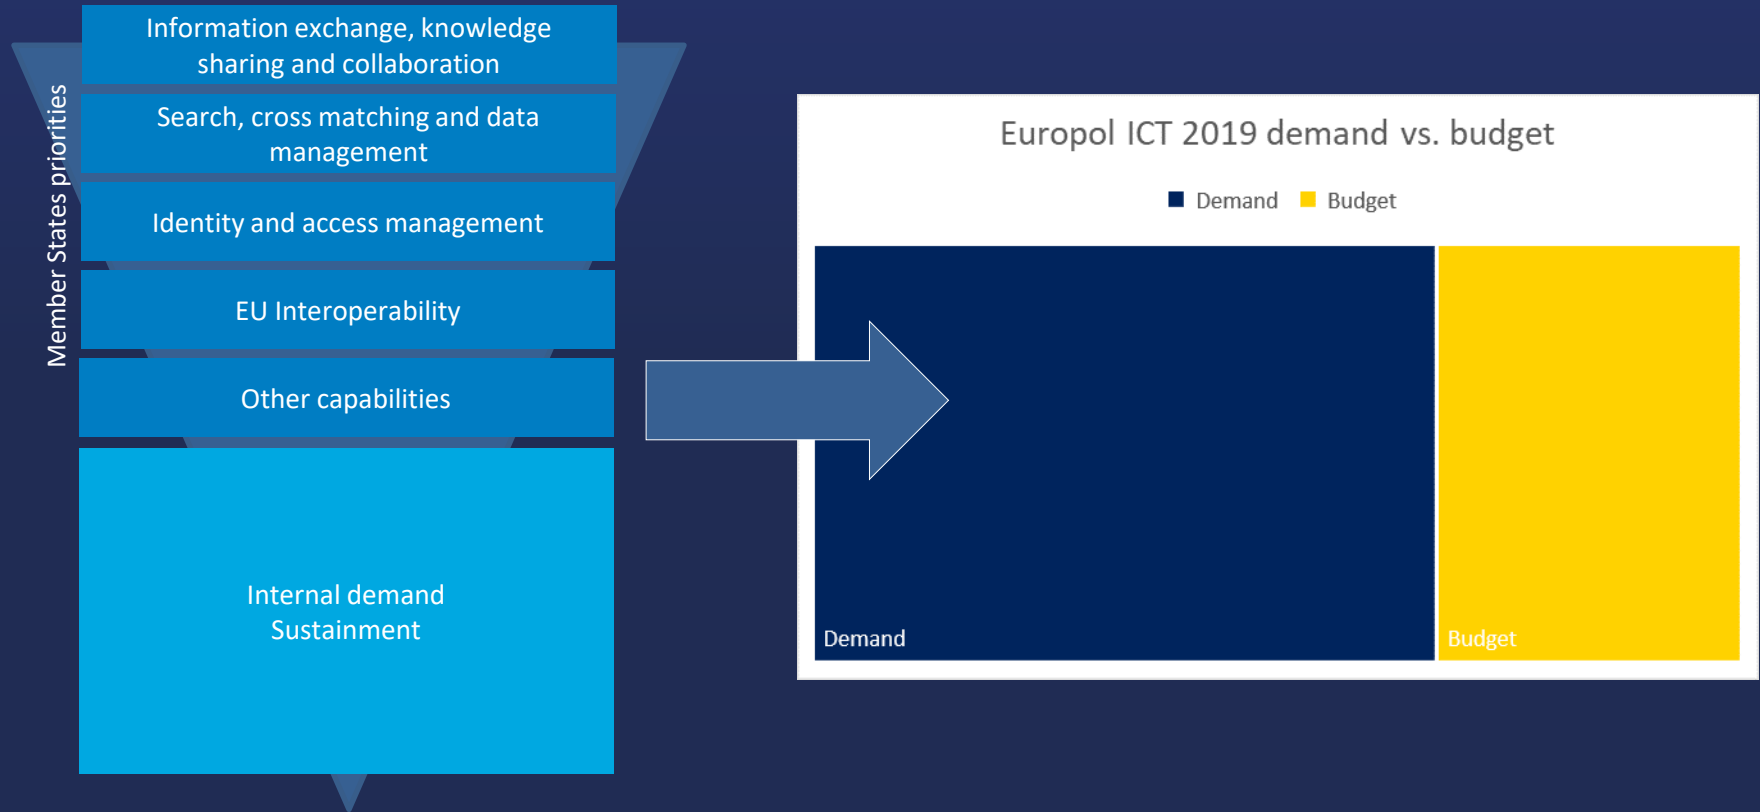 Member States priorities
Information exchange, knowledge
sharing and collaboration
Search, cross matching and data
management
Identity and access management
EU Interoperability
Other capabilities
Internal demand
Sustainment
Europol ICT 2019 demand vs. budget
Demand Budget
Demand
Budget